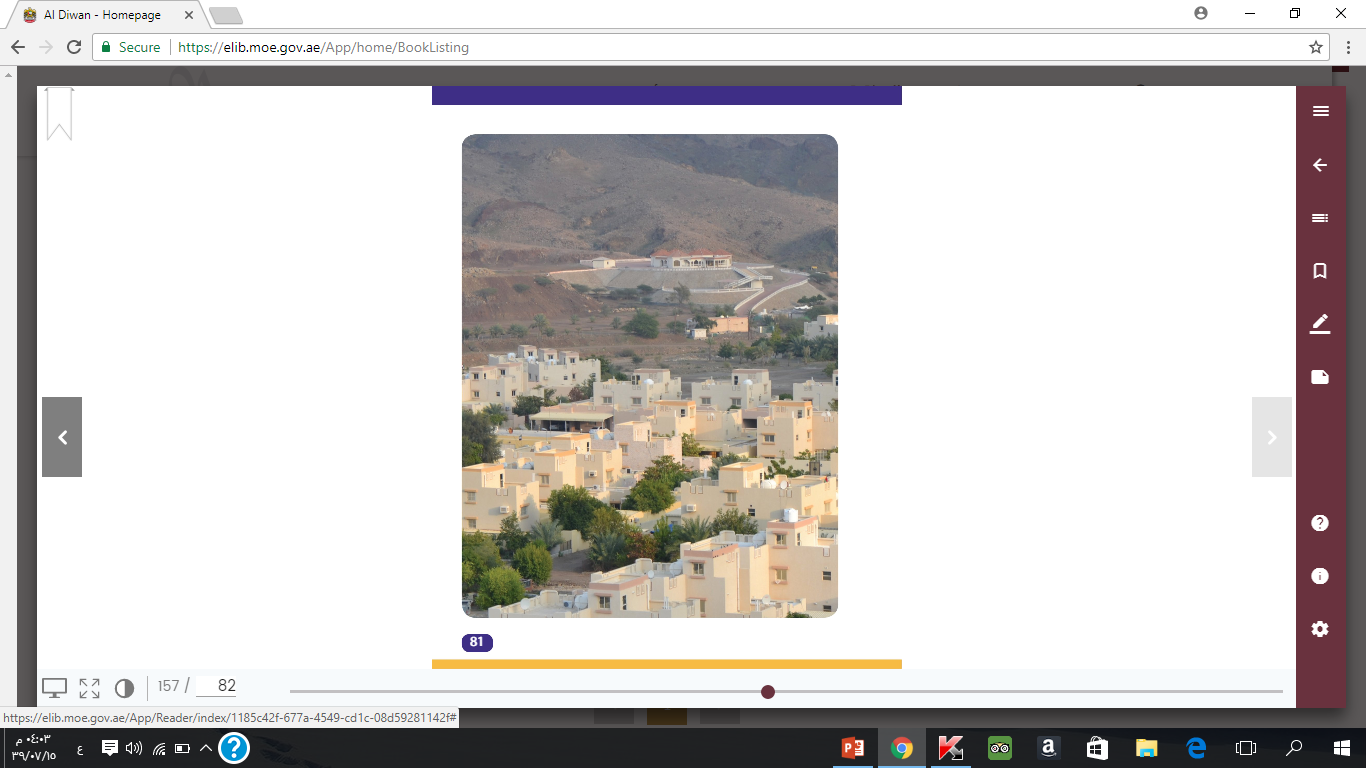 Al Diwan - Homepage
Secure
https://elib.moe.gov.ae/App/home/BookListing
81
157 / 82
https://elib.moe.gov.ae/App/Reader/index/1185c42f-677a-4549-cd1c-08d59281142f#
٠٤:٠٣ م
٣٩/٠٧/١٥
ع